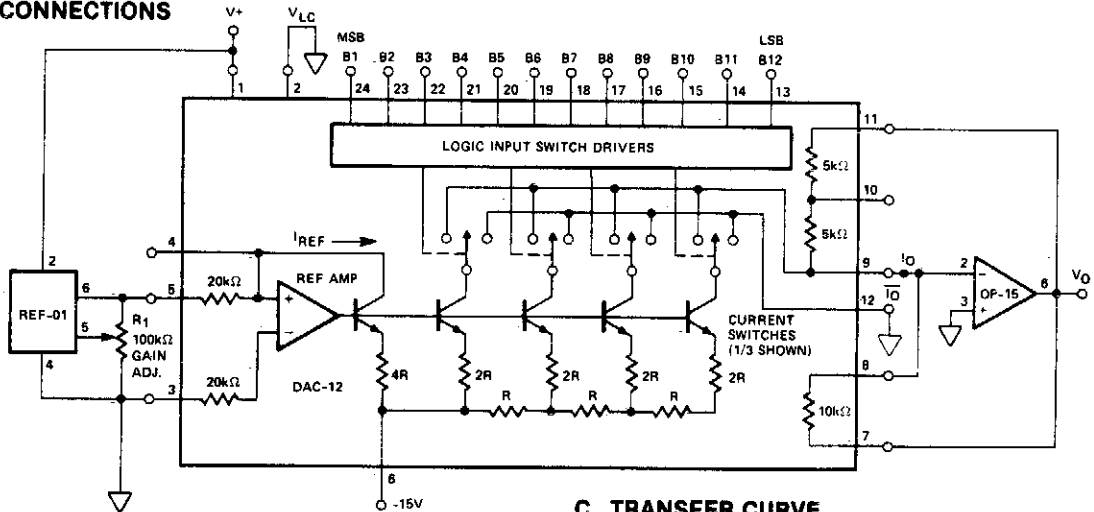 CONNECTIONS
V+
VLC
MSB
LSB
B1 B2 B3 B4 B5 B6 B7 B8 B9 B10 B11 B12
1 2 24 23 22 21 20 19 18 17 16 15 14 13
LOGIC INPUT SWITCH DRIVERS
11
5kΩ
10
5kΩ
4
IREF
2
9
IO
2
6
VO
REF AMP
6
5
20kΩ
+
−
REF-01
5
R1
100kΩ
GAIN
ADJ.
12
IO
3
+
−
OP-15
CURRENT
SWITCHES
(1/3 SHOWN)
4
3
20kΩ
DAC-12
4R
2R
2R
2R
2R
8
R
R
R
10kΩ
7
6
-15V
C. TRANSFER CURVE